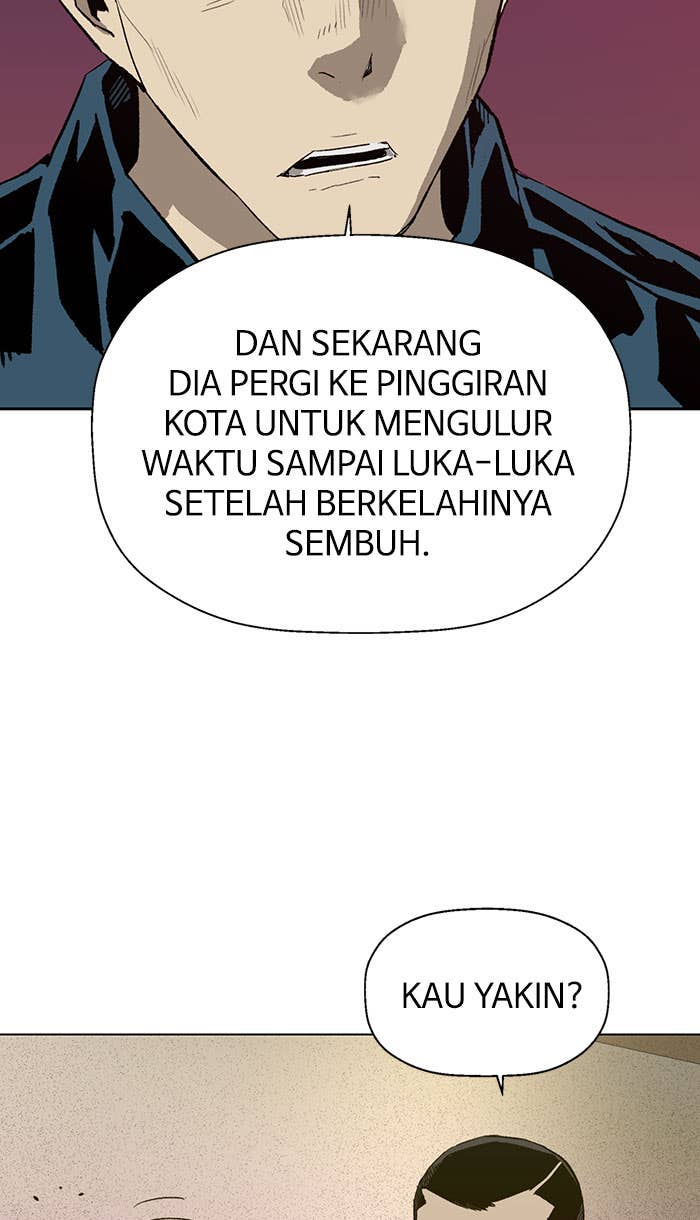 DAN SEKARANG
DIA PERGI KE PINGGIRAN
KOTA UNTUK MENGULUR
WAKTU SAMPAI LUKA-LUKA
SETELAH BERKELAHINYA
SEMBUH.
KAU YAKIN?